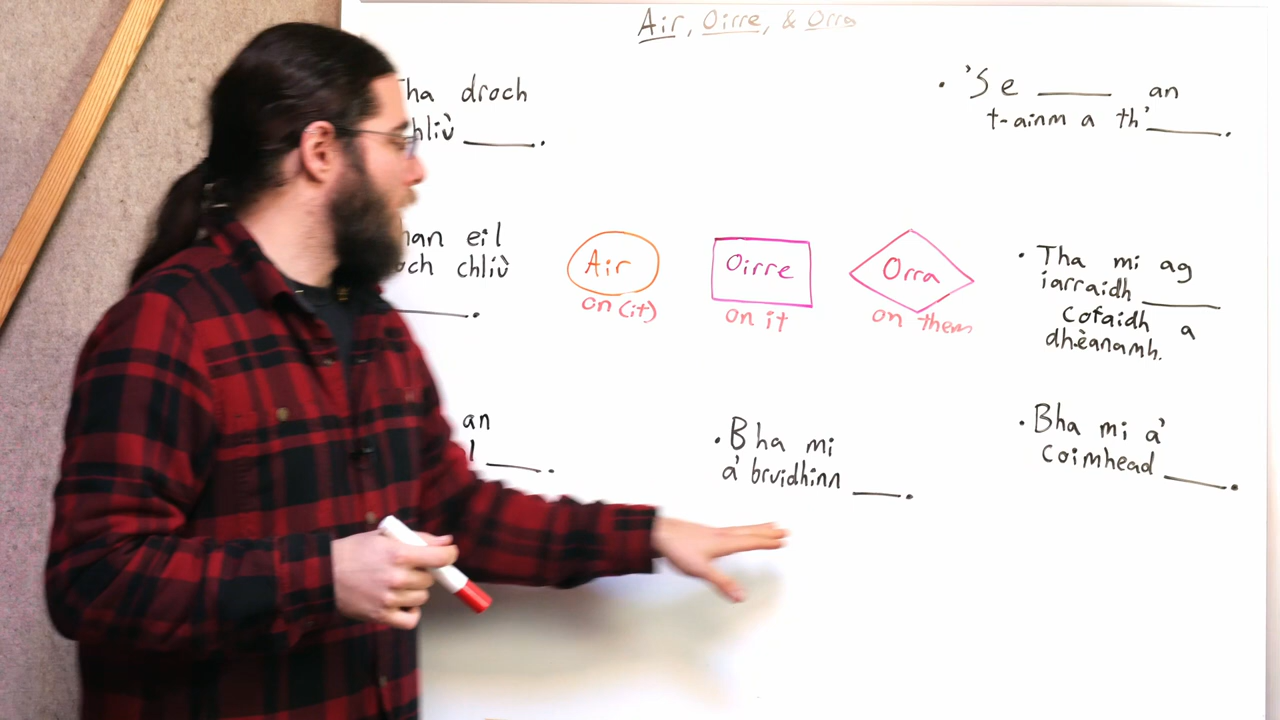 Air, Oirre, & Orra
Tha droch
chliù ____.
· 'S e ____ an
t-ainm a th' ____.
eil
chliù
____.
Air
on (it)
Oirre
on it
Orra
on them
· Tha mi ag
iarraidh ____
cofaidh a
dhèanamh.
an
____.
· Bha mi
a' bruidhinn ____.
· Bha mi a'
coimhead ____.